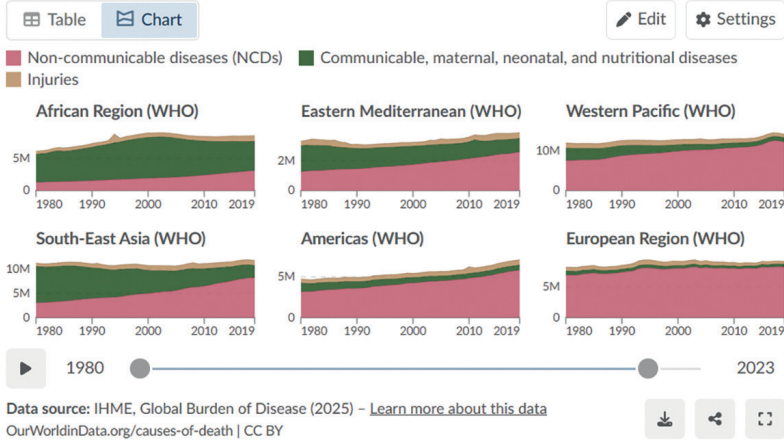 Table Chart Edit Settings
Non-communicable diseases (NCDs) Communicable, maternal, neonatal, and nutritional diseases
Injuries
African Region (WHO) Eastern Mediterranean (WHO) Western Pacific (WHO)
5M
0
1980 1990 2000 2010 2019
2M
0
1980 1990 2000 2010 2019
10M
0
1980 1990 2000 2010 2019
South-East Asia (WHO) Americas (WHO) European Region (WHO)
10M
5M
0
1980 1990 2000 2010 2019
5M
0
1980 1990 2000 2010 2019
5M
0
1980 1990 2000 2010 2019
1980 2023
Data source: IHME, Global Burden of Disease (2025) – Learn more about this data
OurWorldinData.org/causes-of-death | CC BY